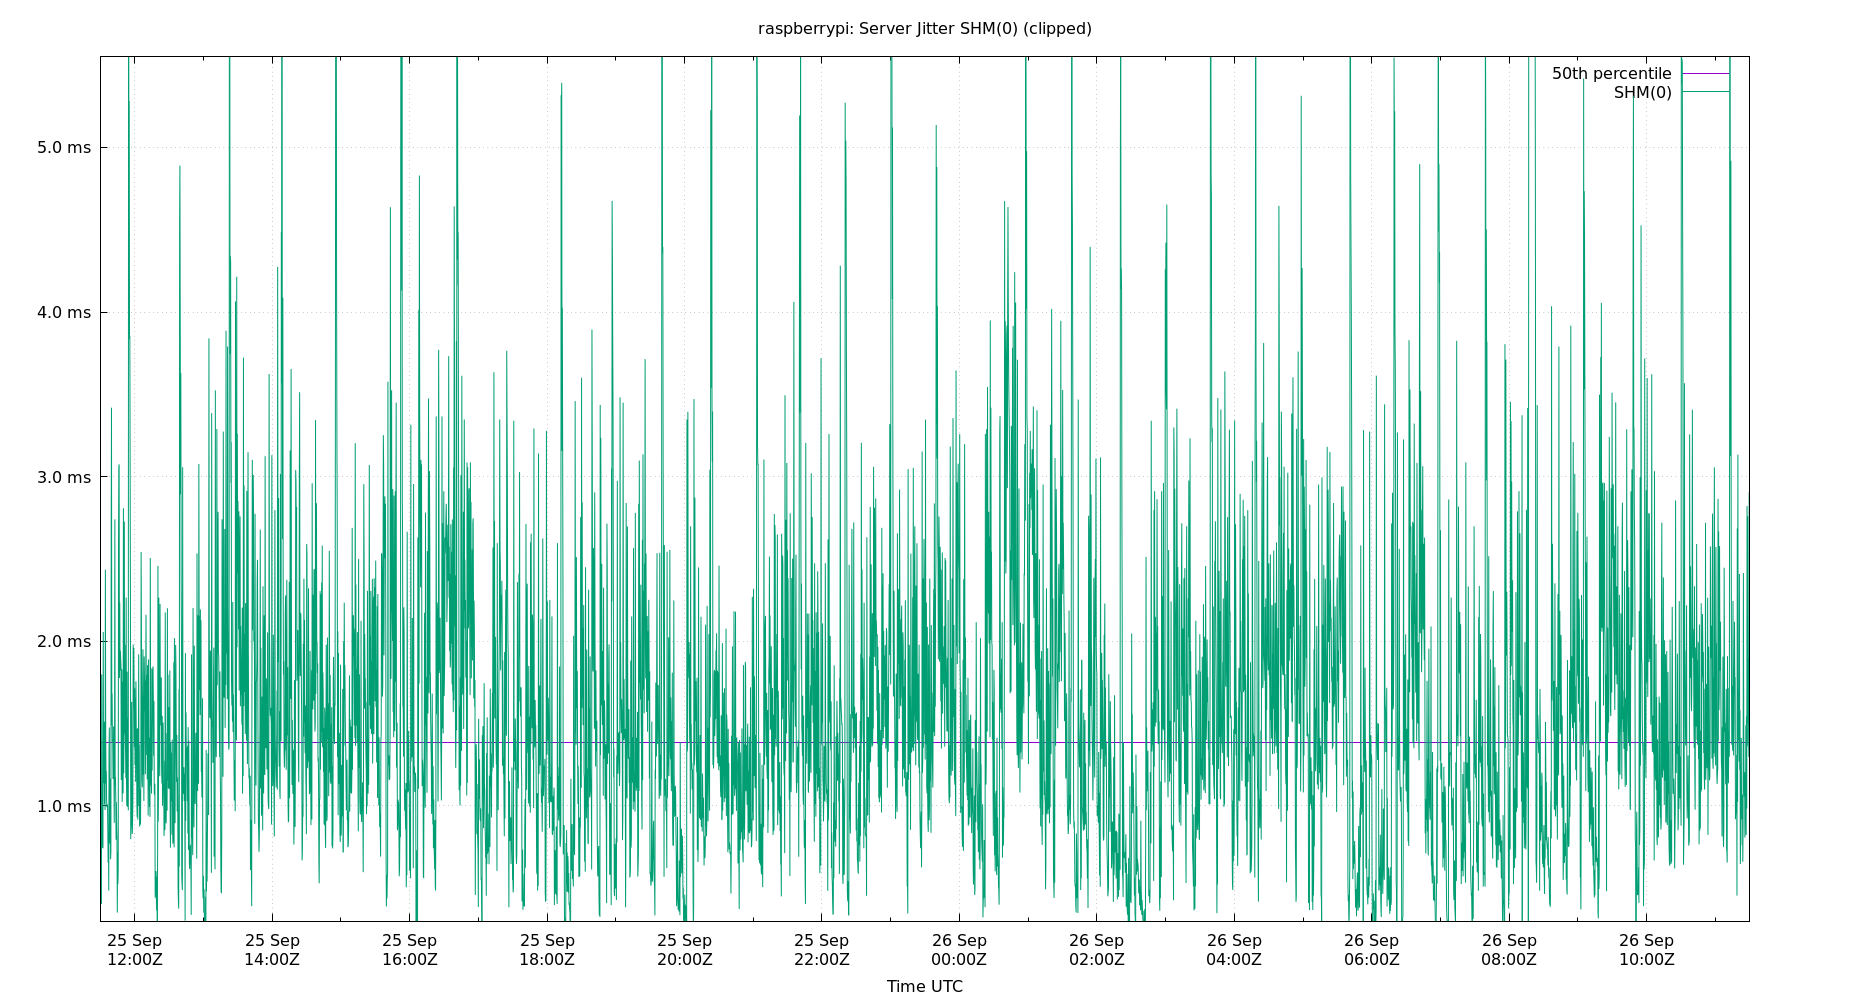 raspberrypi: Server Jitter SHM(0) (clipped)
50th percentile
SHM(0)
5.0 ms
4.0 ms
3.0 ms
2.0 ms
1.0 ms
25 Sep 25 Sep 25 Sep 25 Sep 25 Sep 25 Sep 26 Sep 26 Sep 26 Sep 26 Sep 26 Sep 26 Sep
12:00Z 14:00Z 16:00Z 18:00Z 20:00Z 22:00Z 00:00Z 02:00Z 04:00Z 06:00Z 08:00Z 10:00Z
Time UTC